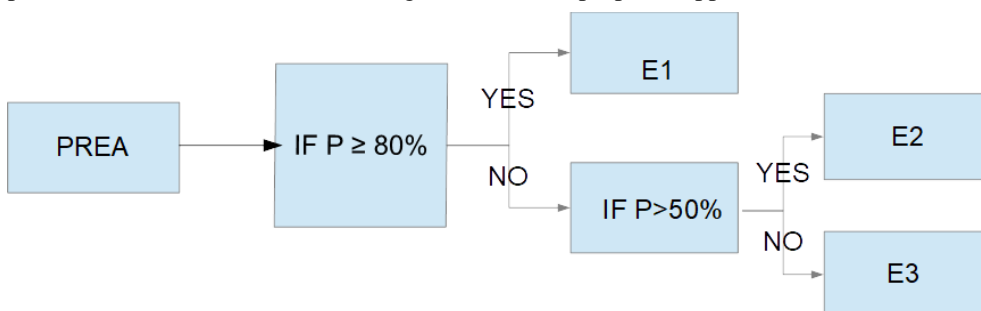 PREA
IF P ≥ 80%
YES
NO
E1
IF P>50%
YES
NO
E2
E3